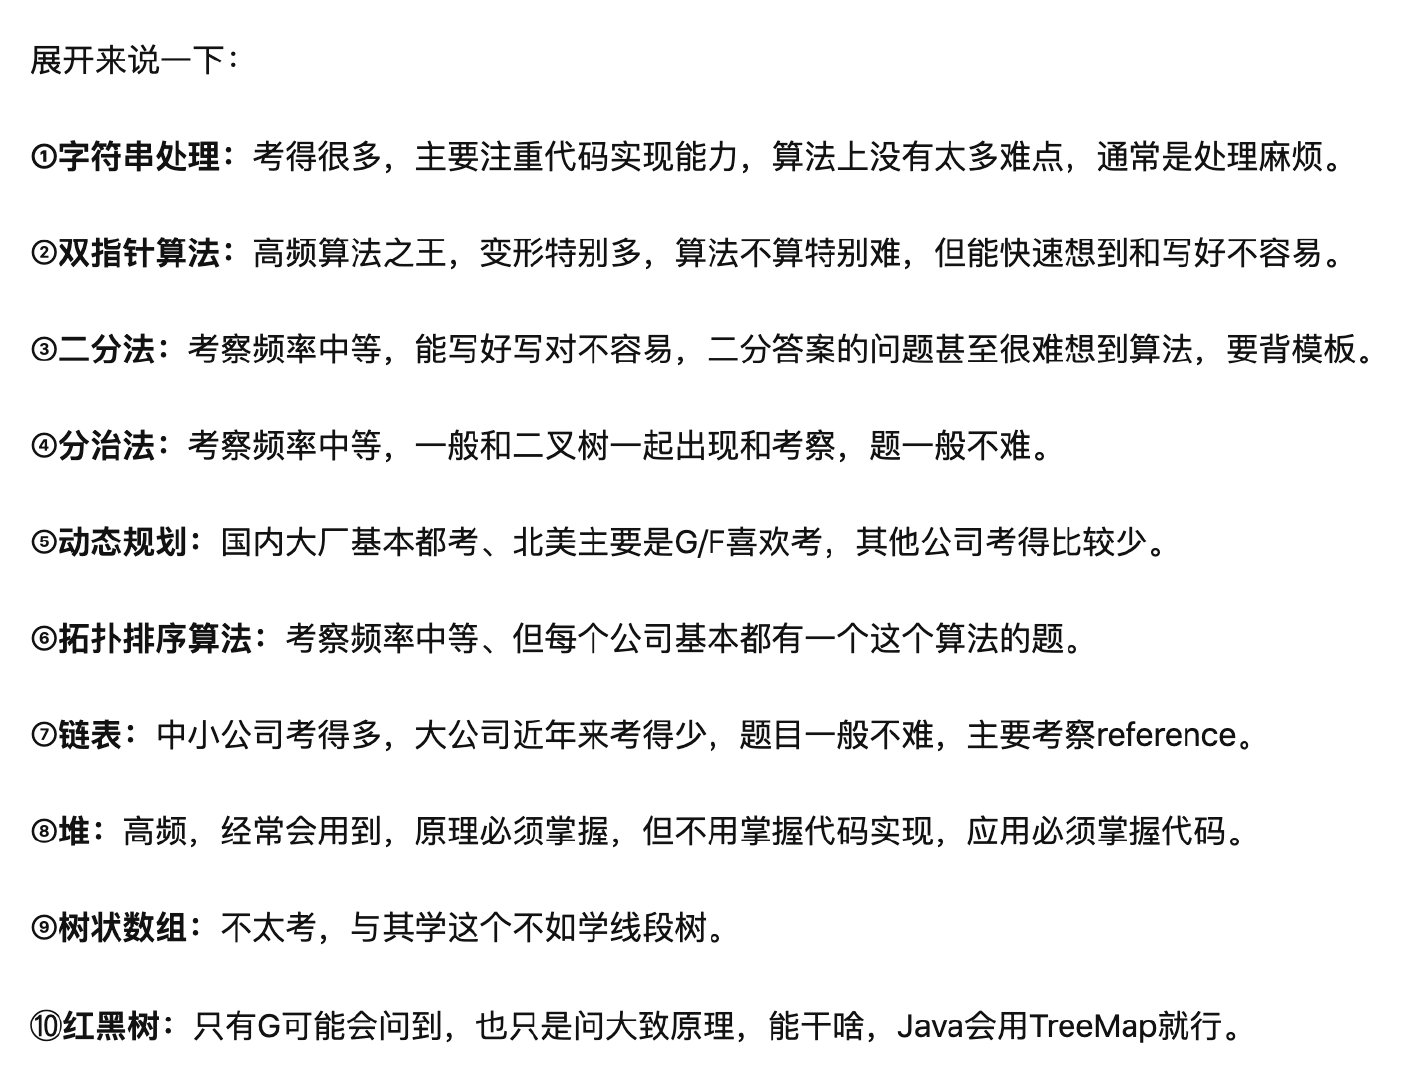 展开来说一下：
①字符串处理：考得很多，主要注重代码实现能力，算法上没有太多难点，通常是处理麻烦。
②双指针算法：高频算法之王，变形特别多，算法不算特别难，但能快速想到和写好不容易。
③二分法：考察频率中等，能写好写对不容易，二分答案的问题甚至很难想到算法，要背模板。
④分治法：考察频率中等，一般和二叉树一起出现和考察，题一般不难。
⑤动态规划：国内大厂基本都考、北美主要是G/F喜欢考，其他公司考得比较少。
⑥拓扑排序算法：考察频率中等、但每个公司基本都有一个这个算法的题。
⑦链表：中小公司考得多，大公司近年来考得少，题目一般不难，主要考察reference。
⑧堆：高频，经常会用到，原理必须掌握，但不用掌握代码实现，应用必须掌握代码。
⑨树状数组：不太考，与其学这个不如学线段树。
⑩红黑树：只有G可能会问到，也只是问大致原理，能干啥，Java会用TreeMap就行。